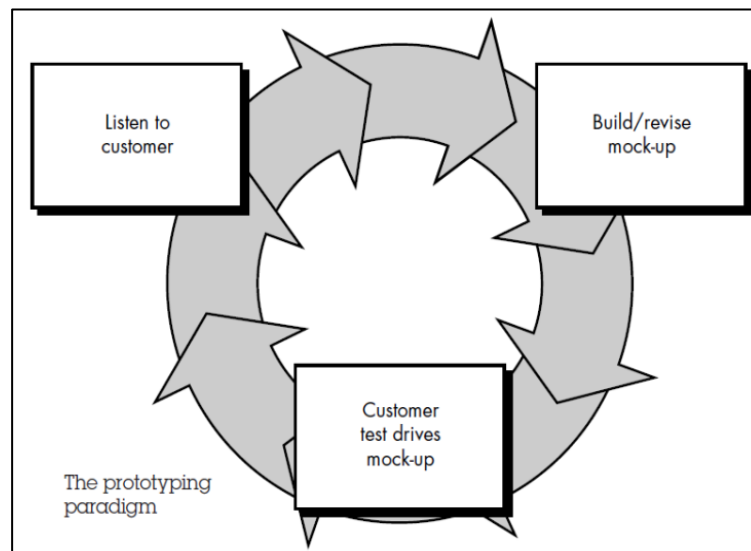 Listen to
customer
Build/revise
mock-up
Customer
test drives
mock-up
The prototyping
paradigm